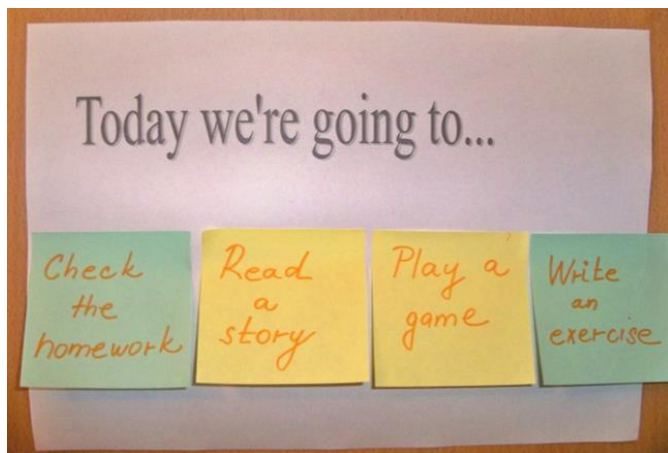 Today we're going to...
Check
the
homework
Read
a
story
Play a
game
Write
an
exercise